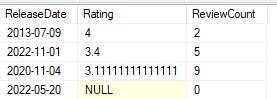 ReleaseDate Rating ReviewCount
2013-07-09 4 2
2022-11-01 3.4 5
2020-11-04 3.11111111111111 9
2022-05-20 NULL 0